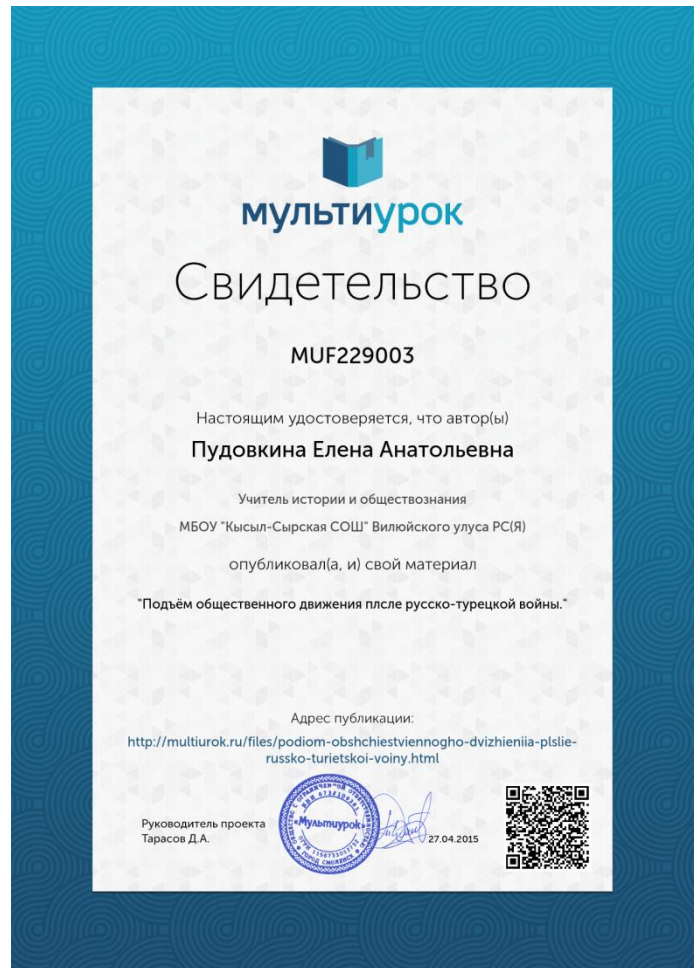 мультиурок
Свидетельство
MUF229003
Настоящим удостоверяется, что автор(ы)
Пудовкина Елена Анатольевна
Учитель истории и обществознания
МБОУ "Кысыл-Сырская СОШ" Вилюйского улуса РС(Я)
опубликовал(а, и) свой материал
"Подъём общественного движения плсле русско-турецкой войны."
Адрес публикации:
http://multiurok.ru/files/podiom-obshchiestviennogho-dvizhieniia-plslie-
russko-turietskoi-voiny.html
Руководитель проекта
Тарасов Д.А.
«Мультиурок»
ГОРОД СМОЛЕНСК
27.04.2015